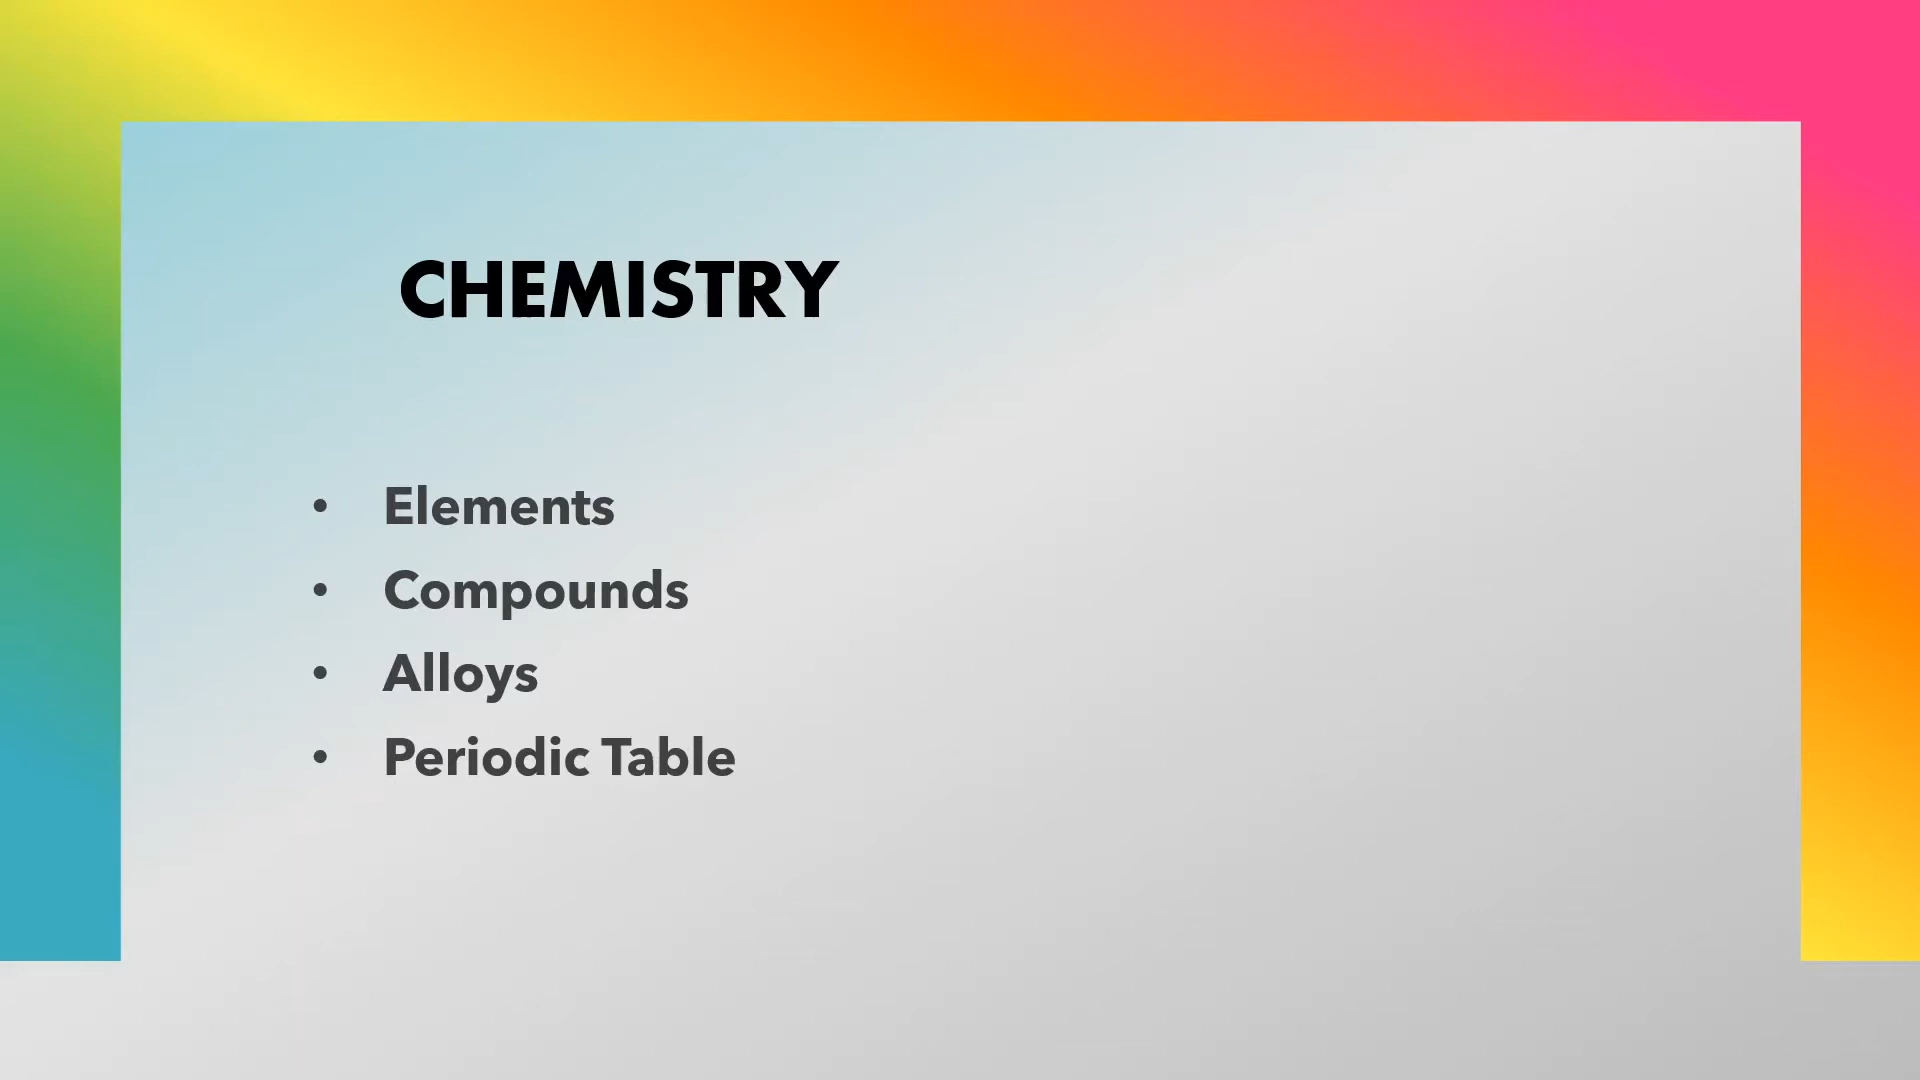 CHEMISTRY
• Elements
• Compounds
• Alloys
• Periodic Table